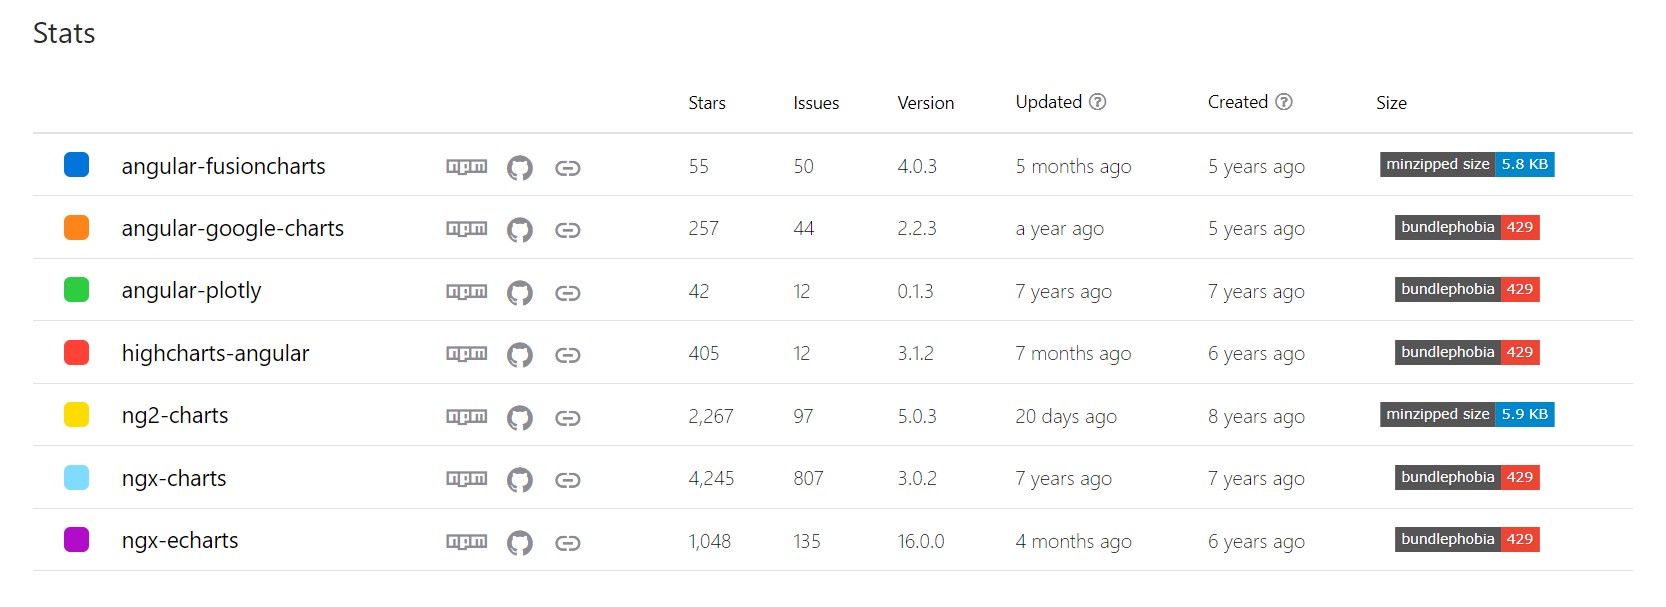 Stats
Stars Issues Version Updated ? Created ? Size
angular-fusioncharts npm 55 50 4.0.3 5 months ago 5 years ago minzipped size 5.8 KB
angular-google-charts npm 257 44 2.2.3 a year ago 5 years ago bundlephobia 429
angular-plotly npm 42 12 0.1.3 7 years ago 7 years ago bundlephobia 429
highcharts-angular npm 405 12 3.1.2 7 months ago 6 years ago bundlephobia 429
ng2-charts npm 2,267 97 5.0.3 20 days ago 8 years ago minzipped size 5.9 KB
ngx-charts npm 4,245 807 3.0.2 7 years ago 7 years ago bundlephobia 429
ngx-echarts npm 1,048 135 16.0.0 4 months ago 6 years ago bundlephobia 429